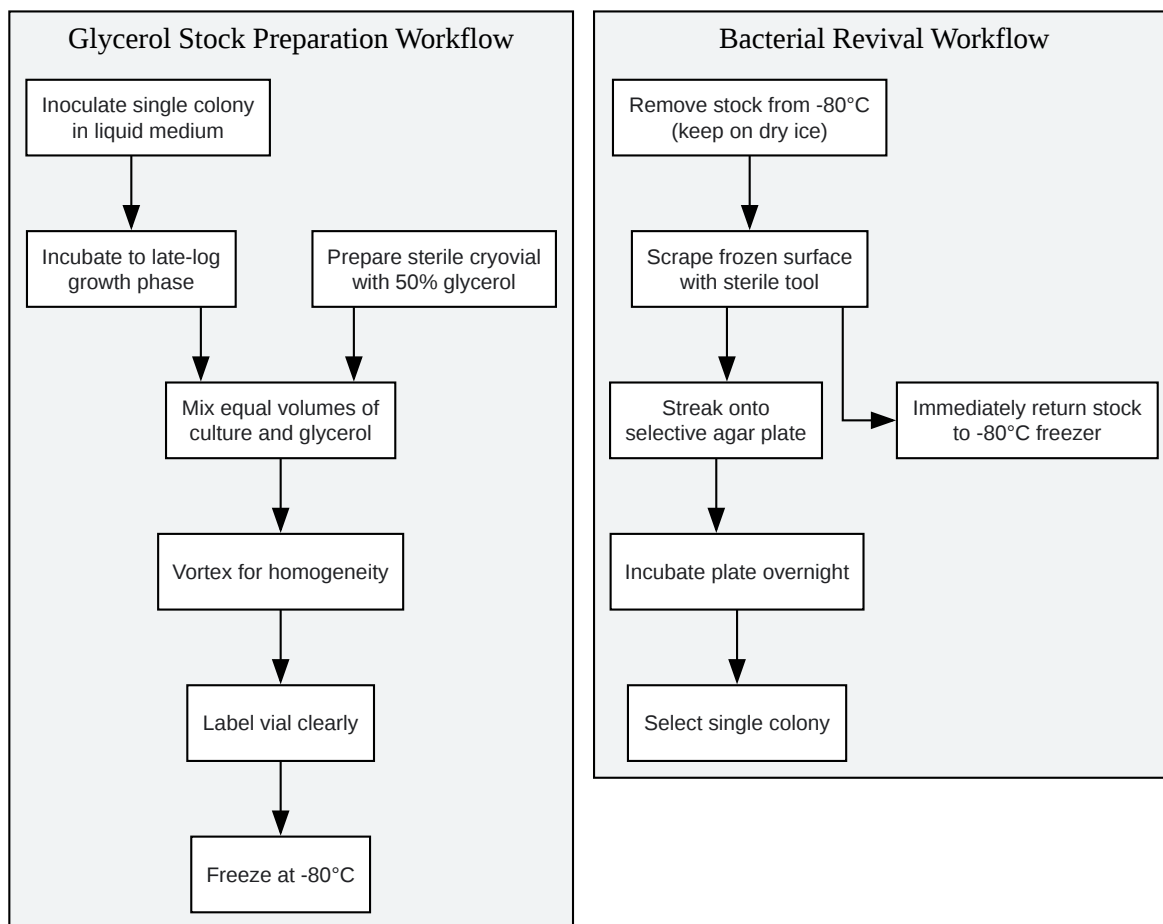 Glycerol Stock Preparation Workflow
Inoculate single colony
in liquid medium
Incubate to late-log
growth phase
Prepare sterile cryovial
with 50% glycerol
Mix equal volumes of
culture and glycerol
Vortex for homogeneity
Label vial clearly
Freeze at -80°C
Bacterial Revival Workflow
Remove stock from -80°C
(keep on dry ice)
Scrape frozen surface
with sterile tool
Streak onto
selective agar plate
Immediately return stock
to -80°C freezer
Incubate plate overnight
Select single colony